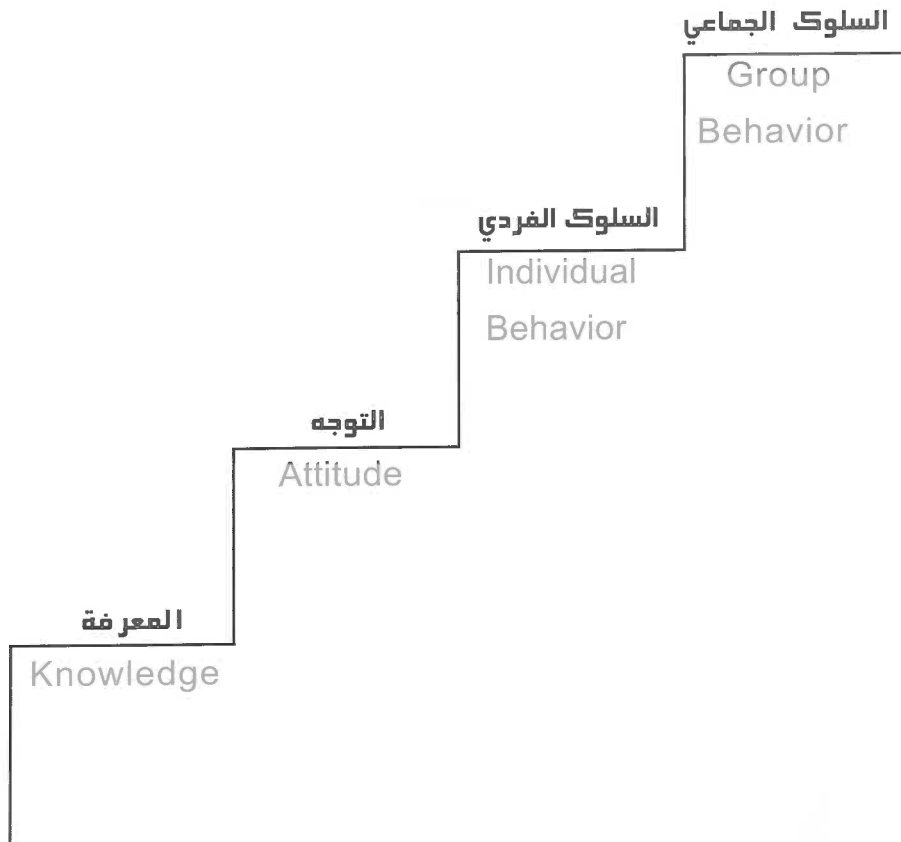 السلوك الجماعي
Group
Behavior
السلوك الفردي
Individual
Behavior
التوجه
Attitude
المعرفة
Knowledge